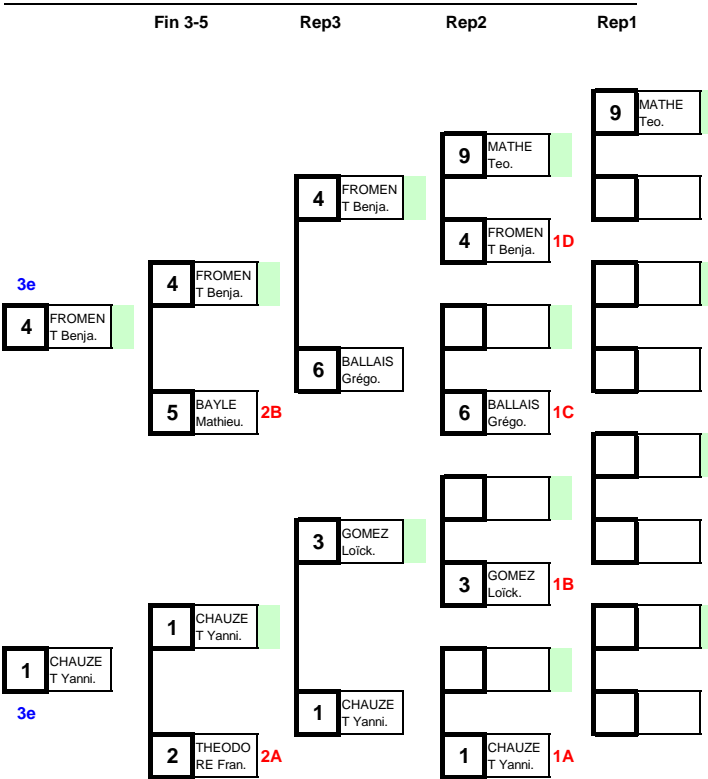 Fin 3-5 Rep3 Rep2 Rep1
9 MATHE
Teo.
9 MATHE
Teo.
4 FROMEN
T Benja.
4 FROMEN
T Benja. 1D
4 FROMEN
T Benja.
3e
4 FROMEN
T Benja.
6 BALLAIS
Grégo.
5 BAYLE
Mathieu. 2B
6 BALLAIS
Grégo. 1C
3 GOMEZ
Loïck.
3 GOMEZ
Loïck. 1B
1 CHAUZE
T Yanni.
1 CHAUZE
T Yanni.
3e
1 CHAUZE
T Yanni.
2 THEODO
RE Fran. 2A
1 CHAUZE
T Yanni. 1A